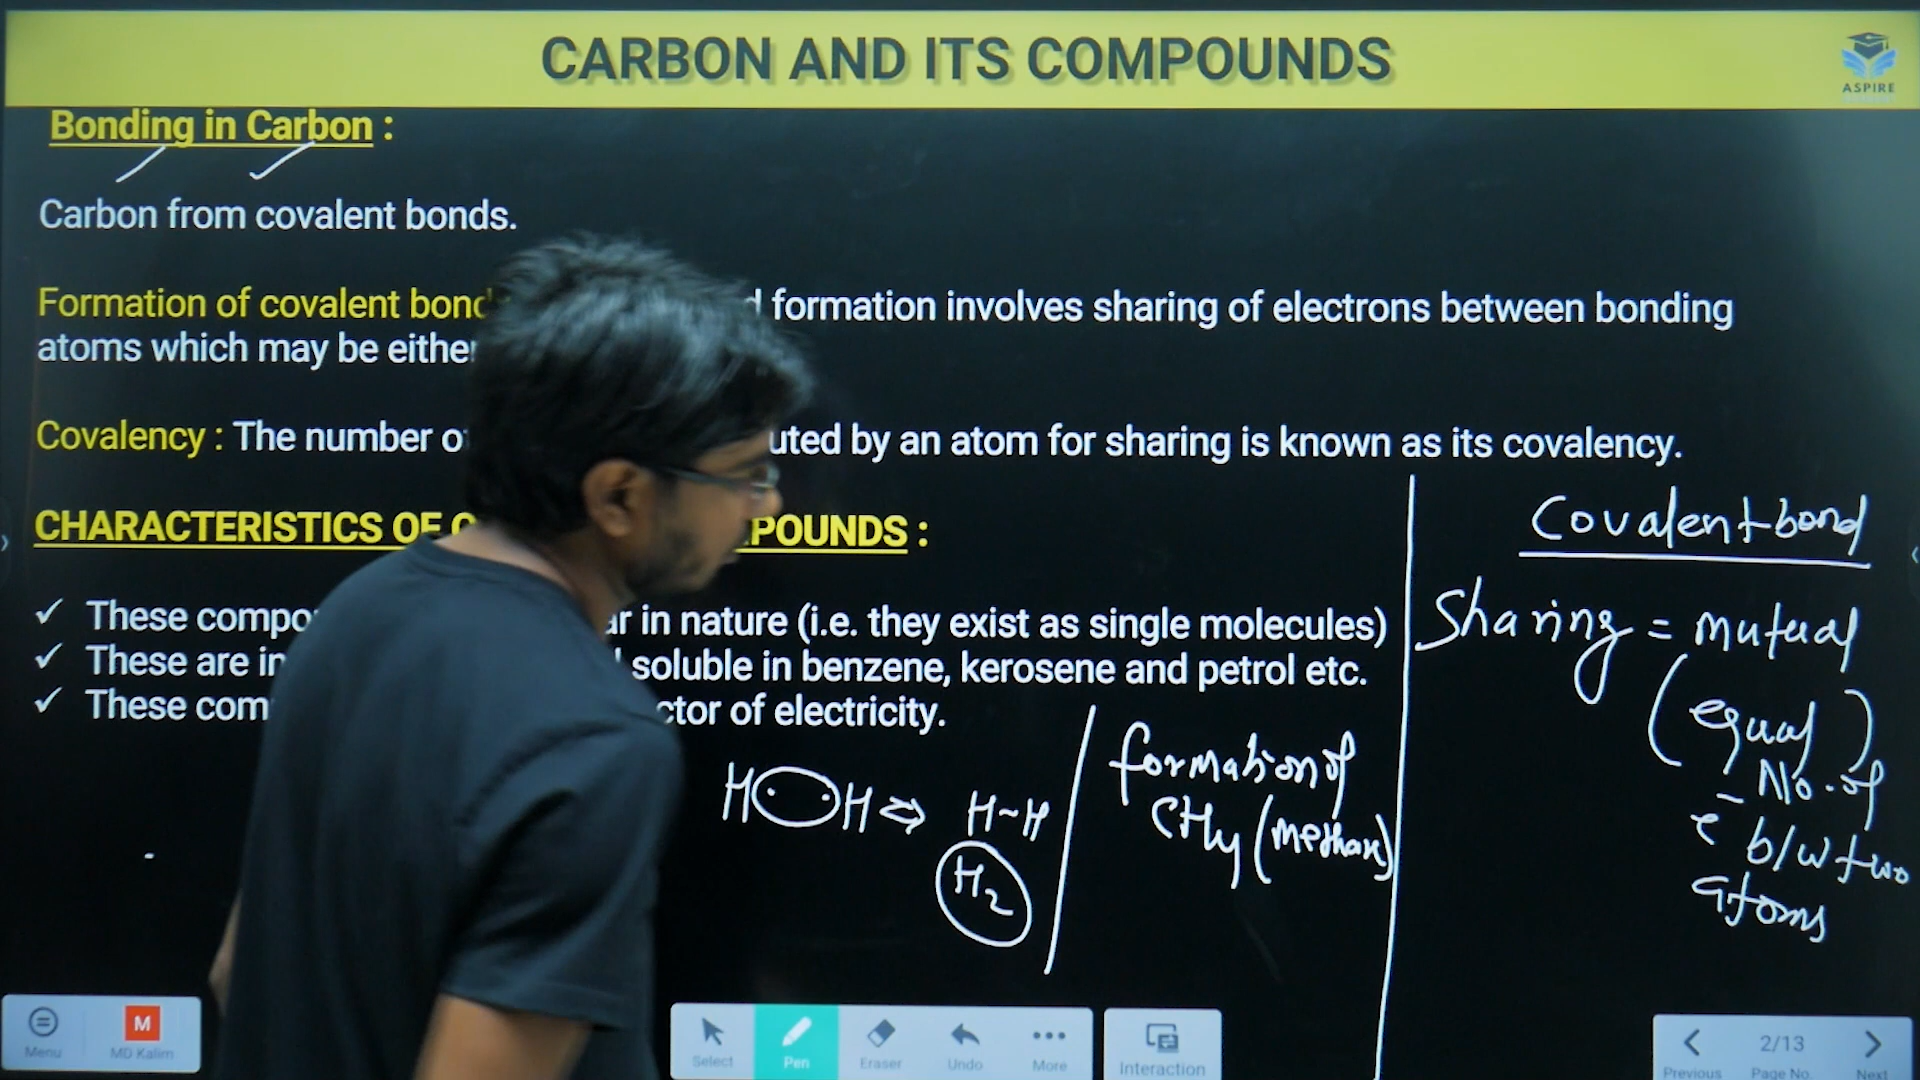 CARBON AND ITS COMPOUNDS
ASPIRE
Bonding in Carbon :
Carbon from covalent bonds.
Formation of covalent bond formation involves sharing of electrons between bonding
atoms which may be either
Covalency : The number of uted by an atom for sharing is known as its covalency.
CHARACTERISTICS OF C POUNDS :
✓ These compo ar in nature (i.e. they exist as single molecules)
✓ These are in soluble in benzene, kerosene and petrol etc.
✓ These com ctor of electricity.
Covalent bond
Sharing = mutual
(equal)
No. of
e⁻ b/w two
atoms
H··H ⇒ H-H
H2
formation of
CH4 (methane)
Menu
M
MD Kalim
Select
Pen
Eraser
Undo
More
Interaction
Previous
2/13
Page No.
Next